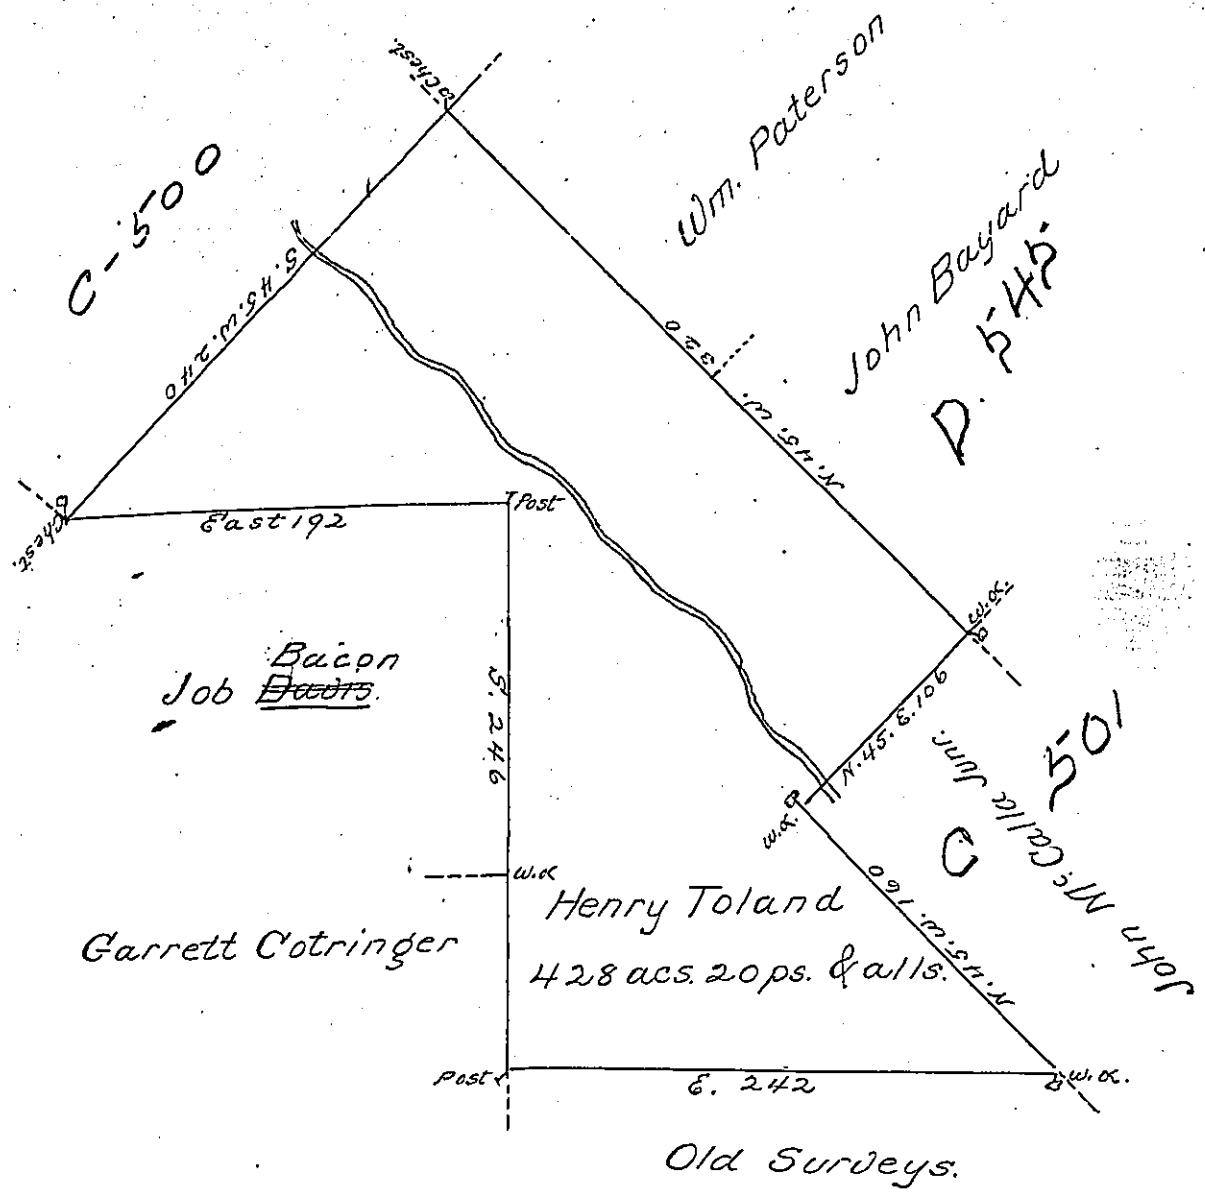 Chest.
Wm. Paterson
C-500
John Bayard
D. 545
S. 45. W. 240
320
N. 45. W.
Chest.
East 192
Post
W.O.
Bacon
Job Davis.
S. 246
N. 45. E. 106
501
C
John McCalla Junr.
W.O.
W.O.
Henry Toland
N. 45. W. 160
Garrett Cotringer
428 acs. 20 ps. & alls.
Post
E. 242
W.O.
Old Surveys.